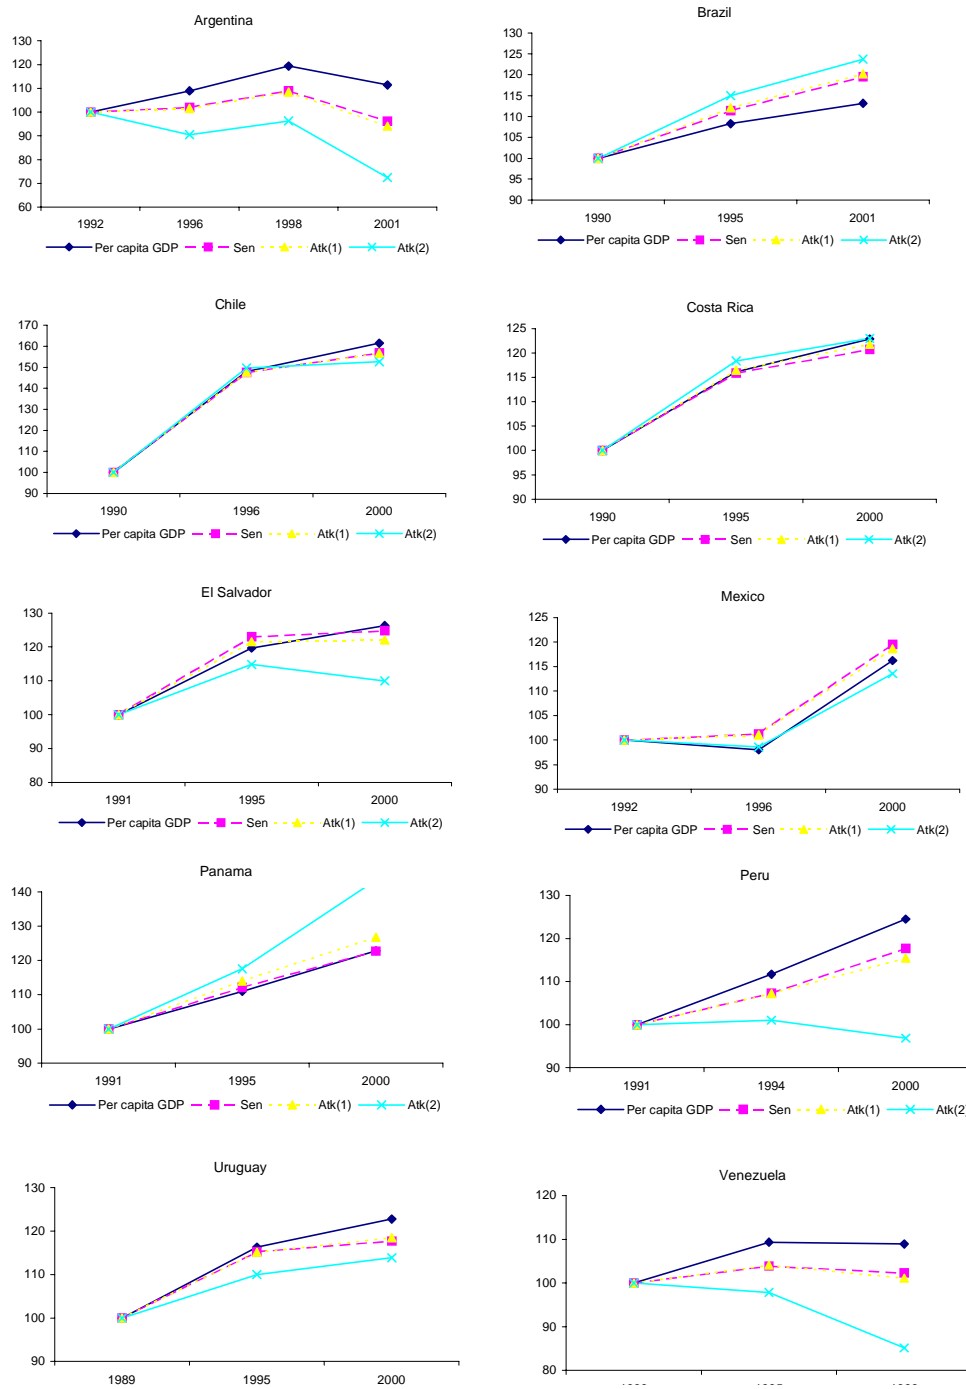 Argentina
130
120
110
100
90
80
70
60
1992 1996 1998 2001
Per capita GDP Sen Atk(1) Atk(2)
Brazil
130
125
120
115
110
105
100
95
90
1990 1995 2001
Per capita GDP Sen Atk(1) Atk(2)
Chile
170
160
150
140
130
120
110
100
90
1990 1996 2000
Per capita GDP Sen Atk(1) Atk(2)
Costa Rica
125
120
115
110
105
100
95
90
1990 1995 2000
Per capita GDP Sen Atk(1) Atk(2)
El Salvador
130
120
110
100
90
80
1991 1995 2000
Per capita GDP Sen Atk(1) Atk(2)
Mexico
125
120
115
110
105
100
95
90
1992 1996 2000
Per capita GDP Sen Atk(1) Atk(2)
Panama
140
130
120
110
100
90
1991 1995 2000
Per capita GDP Sen Atk(1) Atk(2)
Peru
130
120
110
100
90
1991 1994 2000
Per capita GDP Sen Atk(1) Atk(2)
Uruguay
130
120
110
100
90
1989 1995 2000
Venezuela
120
110
100
90
80